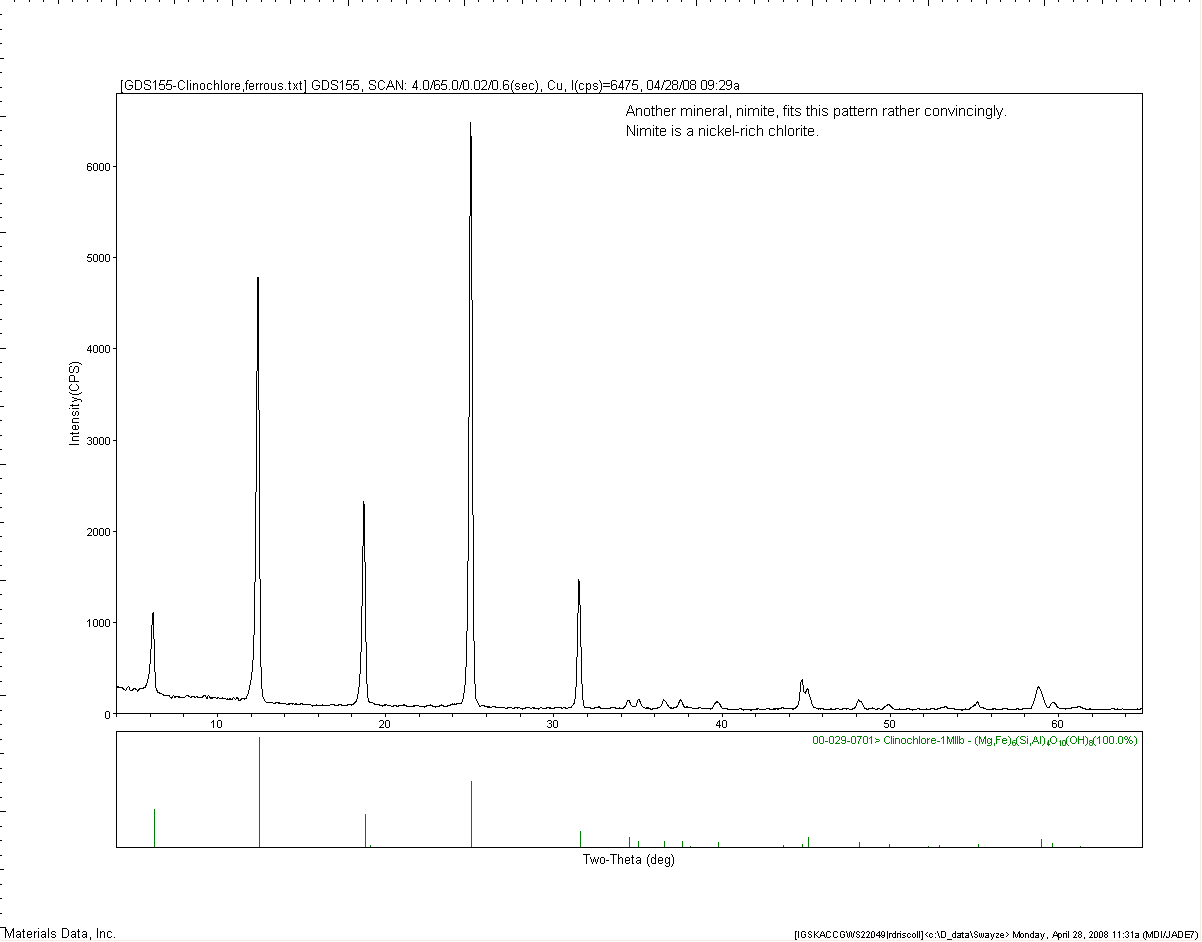 [GDS155-Clinochlore,ferrous.txt] GDS155, SCAN: 4.0/65.0/0.02/0.6(sec), Cu, I(cps)=6475, 04/28/08 09:29a
Another mineral, nimite, fits this pattern rather convincingly.
Nimite is a nickel-rich chlorite.
6000
5000
4000
3000
2000
1000
0
Intensity(CPS)
10 20 30 40 50 60
00-029-0701> Clinochlore-1MIIb - (Mg,Fe)6(Si,Al)4O10(OH)8(100.0%)
Two-Theta (deg)
Materials Data, Inc.
[IGSKACCGWS22049|rdriscoll]<c:\D_data\Swayze> Monday, April 28, 2008 11:31a (MDI/JADE7)